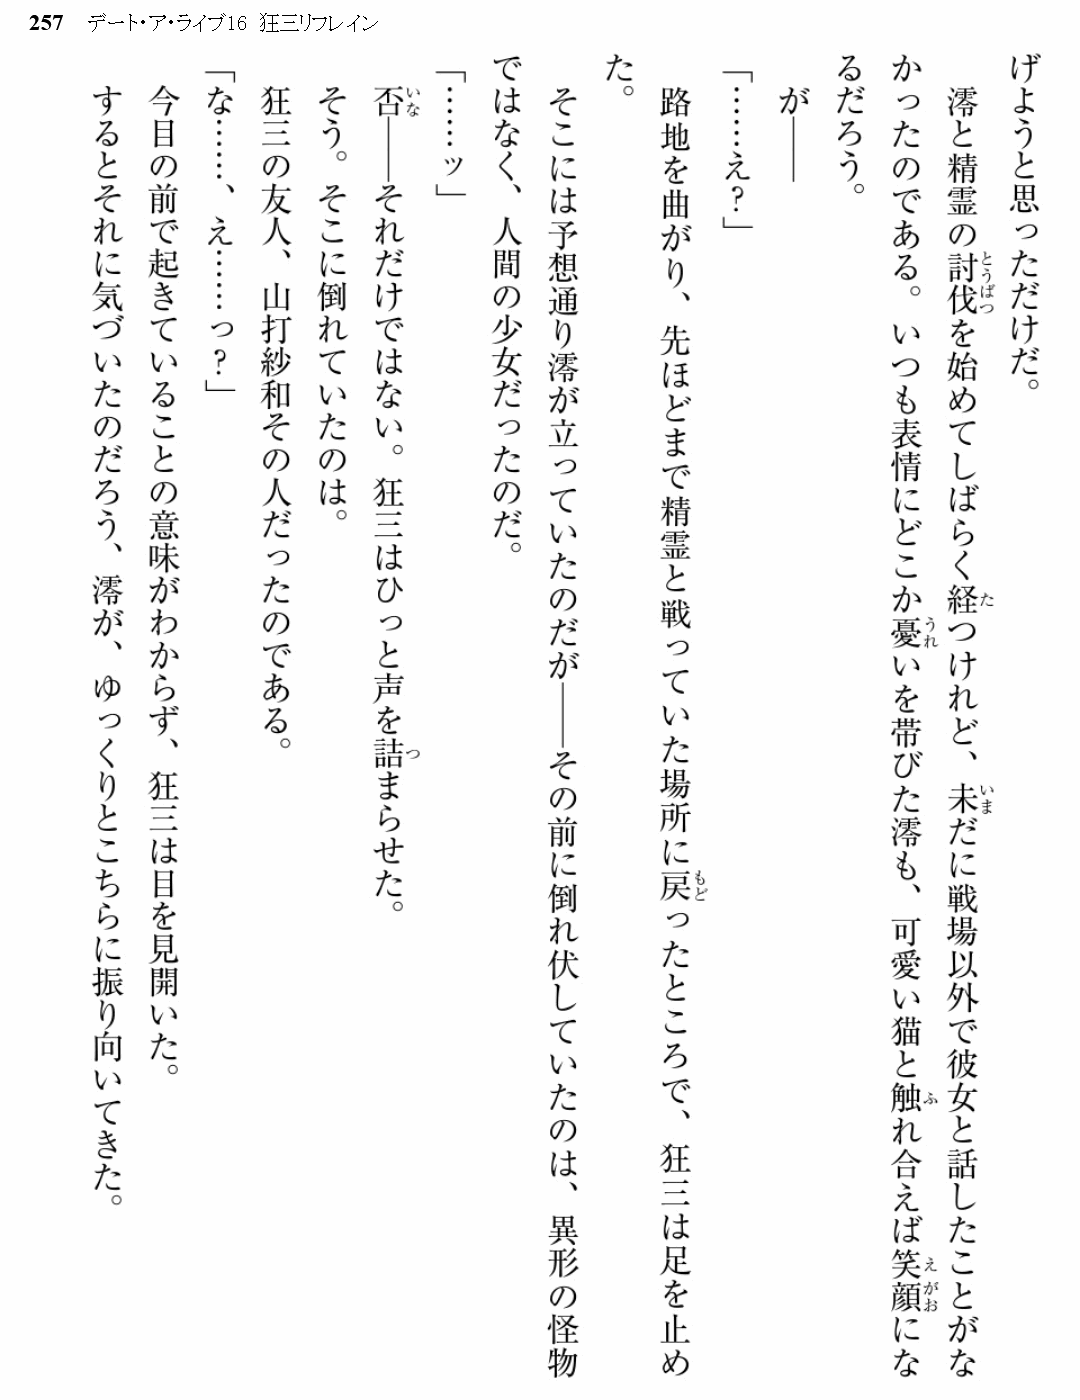 257　デート・ア・ライブ16　狂三リフレイン
げようと思っただけだ。
　澪と精霊の討伐を始めてしばらく経つけれど、未だに戦場以外で彼女と話したことがな
かったのである。いつも表情にどこか憂いを帯びた澪も、可愛い猫と触れ合えば笑顔にな
るだろう。
　が――
「……え？」
　路地を曲がり、先ほどまで精霊と戦っていた場所に戻ったところで、狂三は足を止め
た。
　そこには予想通り澪が立っていたのだが――その前に倒れ伏していたのは、異形の怪物
ではなく、人間の少女だったのだ。
「……ッ」
　否――それだけではない。狂三はひっと声を詰まらせた。
　そう。そこに倒れていたのは。
　狂三の友人、山打紗和その人だったのである。
「な……、え……っ？」
　今目の前で起きていることの意味がわからず、狂三は目を見開いた。
　するとそれに気づいたのだろう、澪が、ゆっくりとこちらに振り向いてきた。